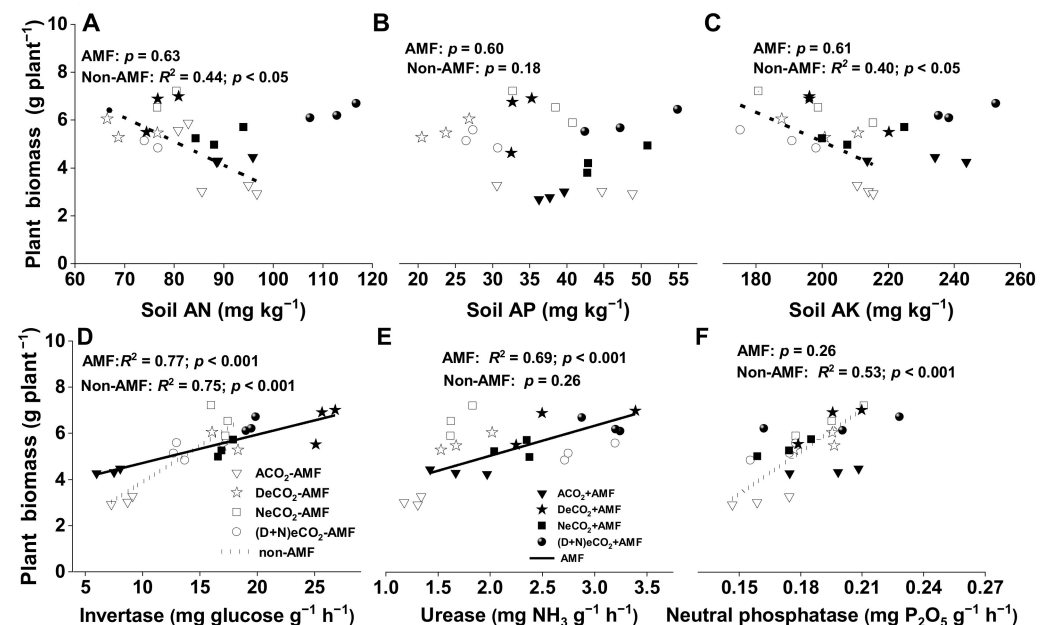 A
B
C
AMF: p = 0.63
Non-AMF: R² = 0.44; p < 0.05
AMF: p = 0.60
Non-AMF: p = 0.18
AMF: p = 0.61
Non-AMF: R² = 0.40; p < 0.05
Plant biomass (g plant⁻¹)
10
8
6
4
2
0
60 70 80 90 100 110 120
20 25 30 35 40 45 50 55
180 200 220 240 260
Soil AN (mg kg⁻¹)
Soil AP (mg kg⁻¹)
Soil AK (mg kg⁻¹)
D
E
F
AMF:R² = 0.77; p < 0.001
Non-AMF: R² = 0.75; p < 0.001
AMF: R² = 0.69; p < 0.001
Non-AMF: p = 0.26
AMF: p = 0.26
Non-AMF: R² = 0.53; p < 0.001
Plant biomass (g plant⁻¹)
10
8
6
4
2
0
ACO₂-AMF
DeCO₂-AMF
NeCO₂-AMF
(D+N)eCO₂-AMF
non-AMF
ACO₂+AMF
DeCO₂+AMF
NeCO₂+AMF
(D+N)eCO₂+AMF
AMF
5 10 15 20 25
1.0 1.5 2.0 2.5 3.0 3.5
0.15 0.18 0.21 0.24 0.27
Invertase (mg glucose g⁻¹ h⁻¹)
Urease (mg NH₃ g⁻¹ h⁻¹)
Neutral phosphatase (mg P₂O₅ g⁻¹ h⁻¹)